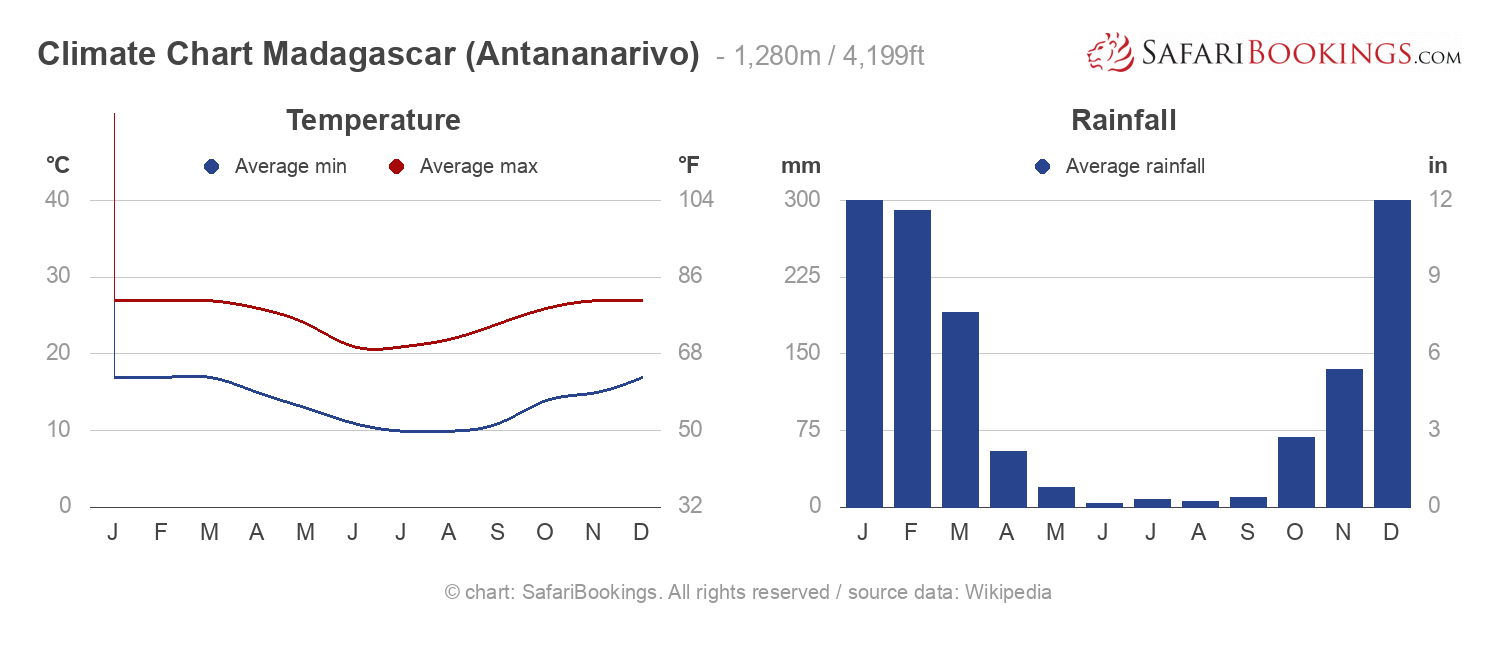 Climate Chart Madagascar (Antananarivo) - 1,280m / 4,199ft
SAFARIBOOKINGS.COM
Temperature
°C
Average min
Average max
°F
40
104
30
86
20
68
10
50
0
32
J F M A M J J A S O N D
Rainfall
mm
Average rainfall
in
300
12
225
9
150
6
75
3
0
0
J F M A M J J A S O N D
© chart: SafariBookings. All rights reserved / source data: Wikipedia